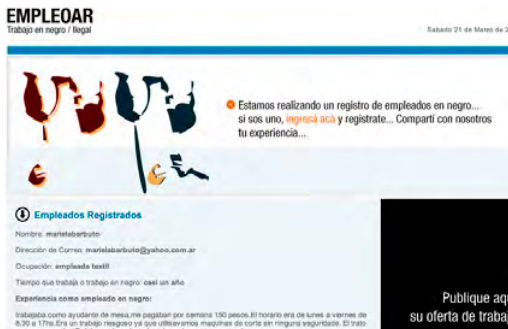 EMPLEOAR
Trabajo en negro / Ilegal
Sabado 21 de Marzo de 2
Estamos realizando un registro de empleados en negro...
si sos uno, ingresá acá y registrate... Compartí con nosotros
tu experiencia...
Empleados Registrados
Nombre: marielabarbuto
Dirección de Correo: marielabarbuto@yahoo.com.ar
Ocupación: empleada textil
Tiempo que trabaja o trabajo en negro: casi un año
Experiencia como empleado en negro:
trabajaba como ayudante de mesa,me pagaban por semana 150 pesos.El horario era de lunes a viernes de
8,30 a 17hs.Era un trabajo riesgoso ya que utilisavamos maquinas de corte sin ninguna seguridade. El trato
Publique aqu
su oferta de trabaj